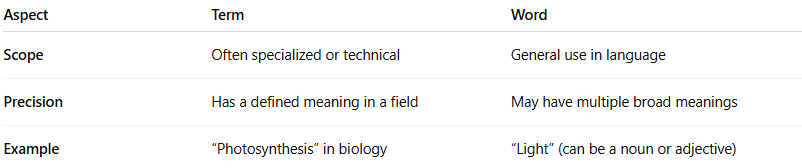 Aspect Term Word
Scope Often specialized or technical General use in language
Precision Has a defined meaning in a field May have multiple broad meanings
Example “Photosynthesis” in biology “Light” (can be a noun or adjective)